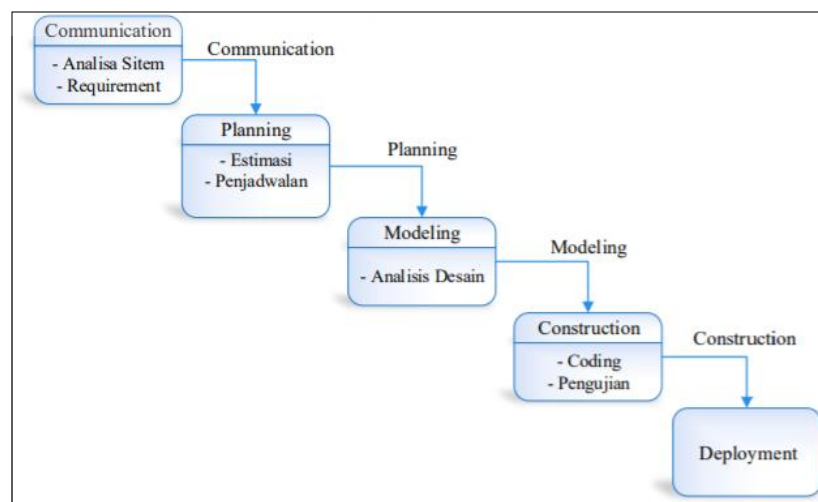 Communication
- Analisa Sitem
- Requirement
Communication
Planning
- Estimasi
- Penjadwalan
Planning
Modeling
- Analisis Desain
Modeling
Construction
- Coding
- Pengujian
Construction
Deployment